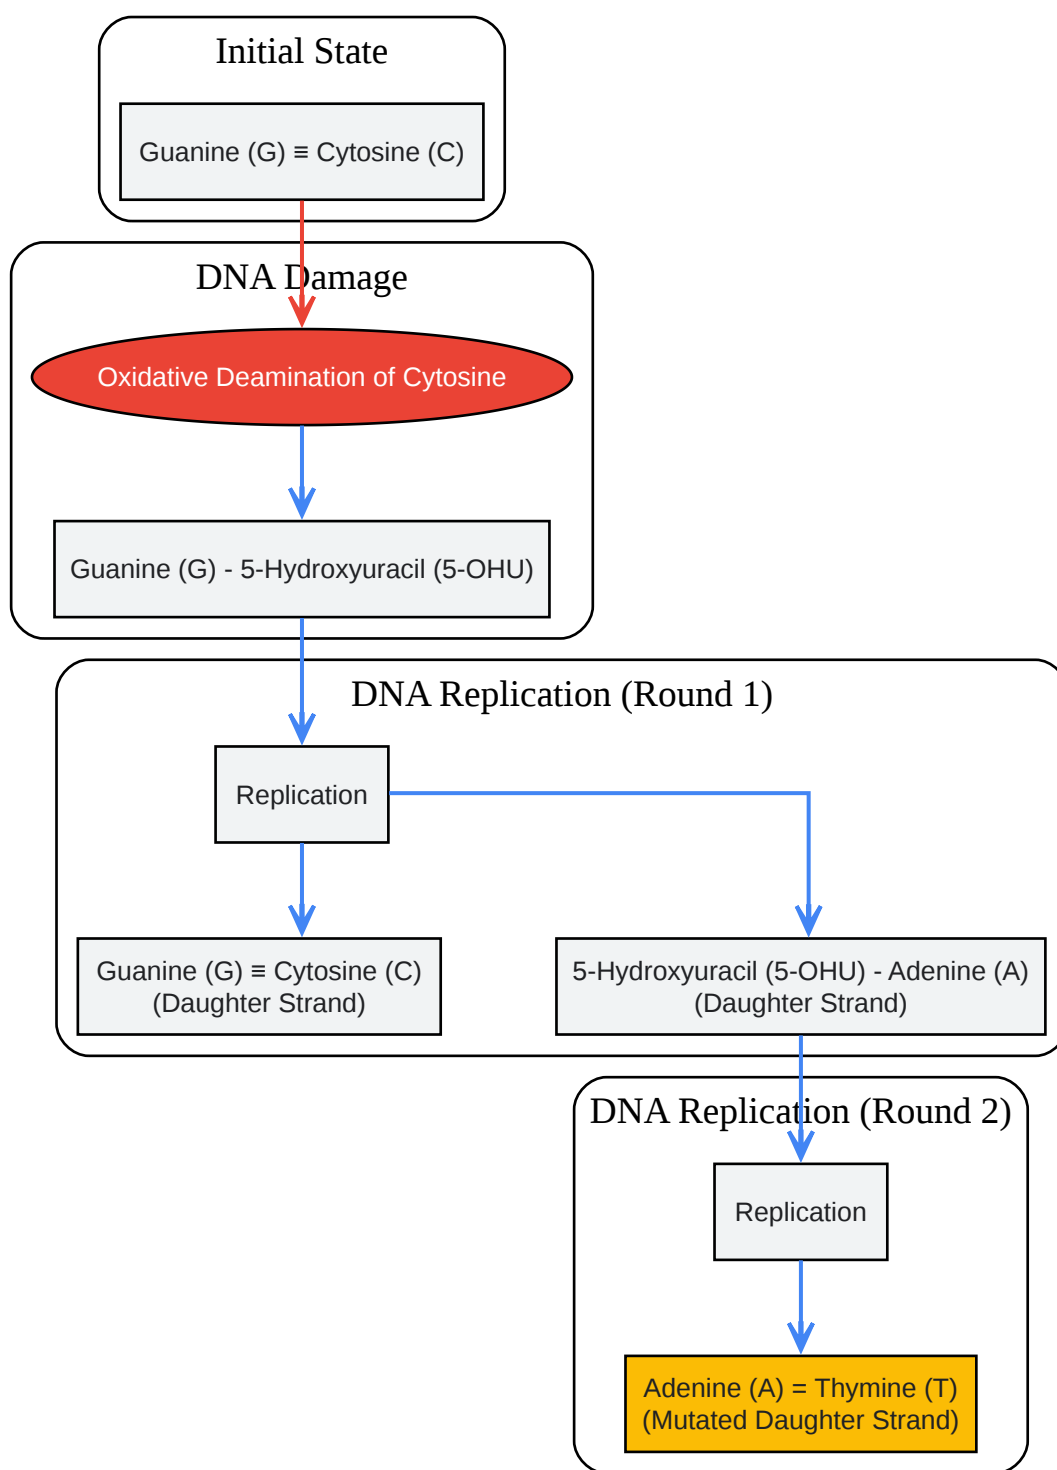 Initial State
Guanine (G) ≡ Cytosine (C)
DNA Damage
Oxidative Deamination of Cytosine
Guanine (G) - 5-Hydroxyuracil (5-OHU)
DNA Replication (Round 1)
Replication
Guanine (G) ≡ Cytosine (C)
(Daughter Strand)
5-Hydroxyuracil (5-OHU) - Adenine (A)
(Daughter Strand)
DNA Replication (Round 2)
Replication
Adenine (A) = Thymine (T)
(Mutated Daughter Strand)